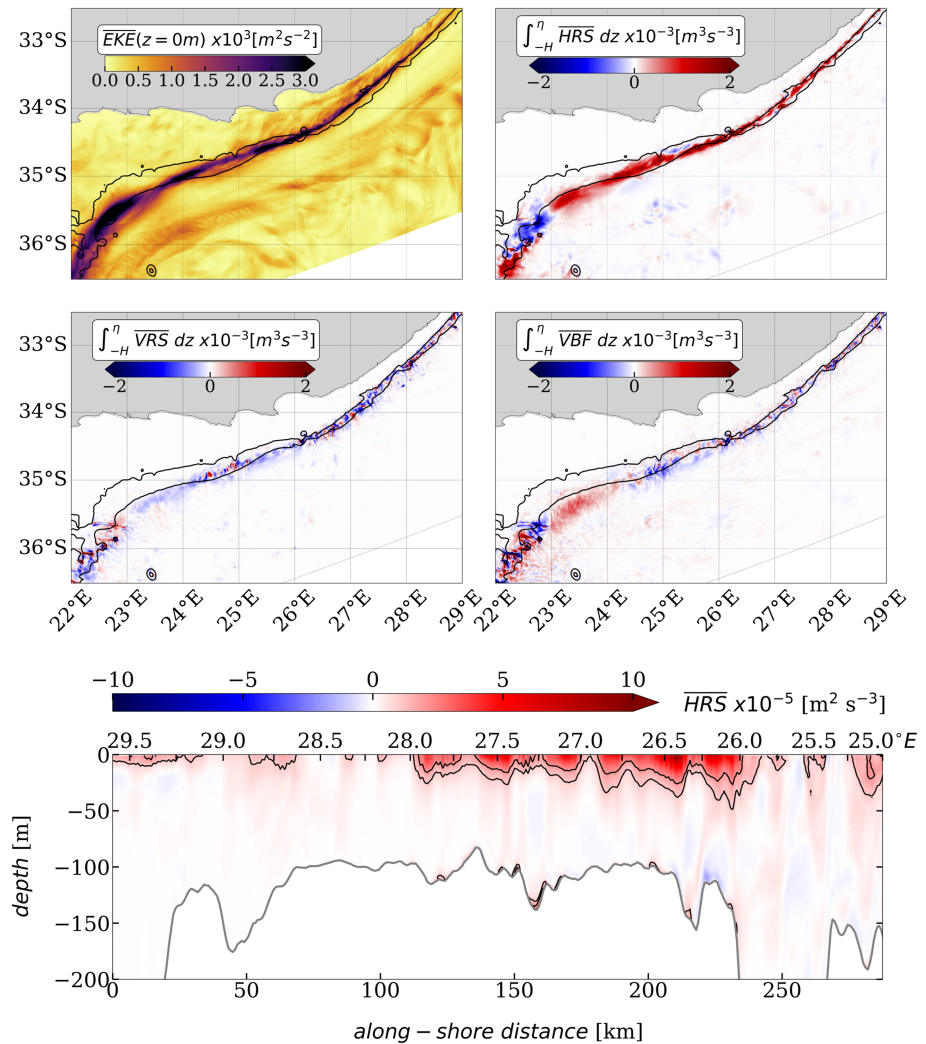 EKE(z = 0m) x10³[m²s⁻²]
0.0 0.5 1.0 1.5 2.0 2.5 3.0
33°S
34°S
35°S
36°S
∫₋H^η HRS dz x10⁻³[m³s⁻³]
−2 0 2
∫₋H^η VRS dz x10⁻³[m³s⁻³]
−2 0 2
33°S
34°S
35°S
36°S
22°E 23°E 24°E 25°E 26°E 27°E 28°E 29°E
∫₋H^η VBF dz x10⁻³[m³s⁻³]
−2 0 2
22°E 23°E 24°E 25°E 26°E 27°E 28°E 29°E
−10 −5 0 5 10
HRS x10⁻⁵ [m² s⁻³]
29.5 29.0 28.5 28.0 27.5 27.0 26.5 26.0 25.5 25.0°E
0
−50
−100
−150
−200
depth [m]
0 50 100 150 200 250
along − shore distance [km]